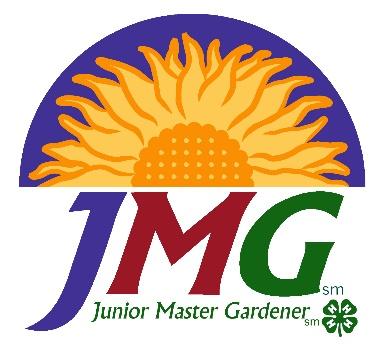 JMG sm
Junior Master Gardener sm
H H H H